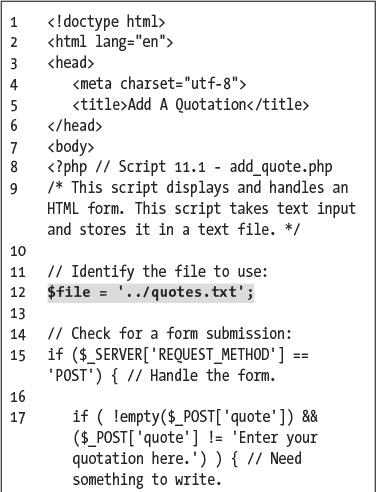 1 <!doctype html>
2 <html lang="en">
3 <head>
4 <meta charset="utf-8">
5 <title>Add A Quotation</title>
6 </head>
7 <body>
8 <?php // Script 11.1 - add_quote.php
9 /* This script displays and handles an
HTML form. This script takes text input
and stores it in a text file. */
10
11 // Identify the file to use:
12 $file = '../quotes.txt';
13
14 // Check for a form submission:
15 if ($_SERVER['REQUEST_METHOD'] ==
'POST') { // Handle the form.
16
17 if ( !empty($_POST['quote']) &&
($_POST['quote'] != 'Enter your
quotation here.') ) { // Need
something to write.